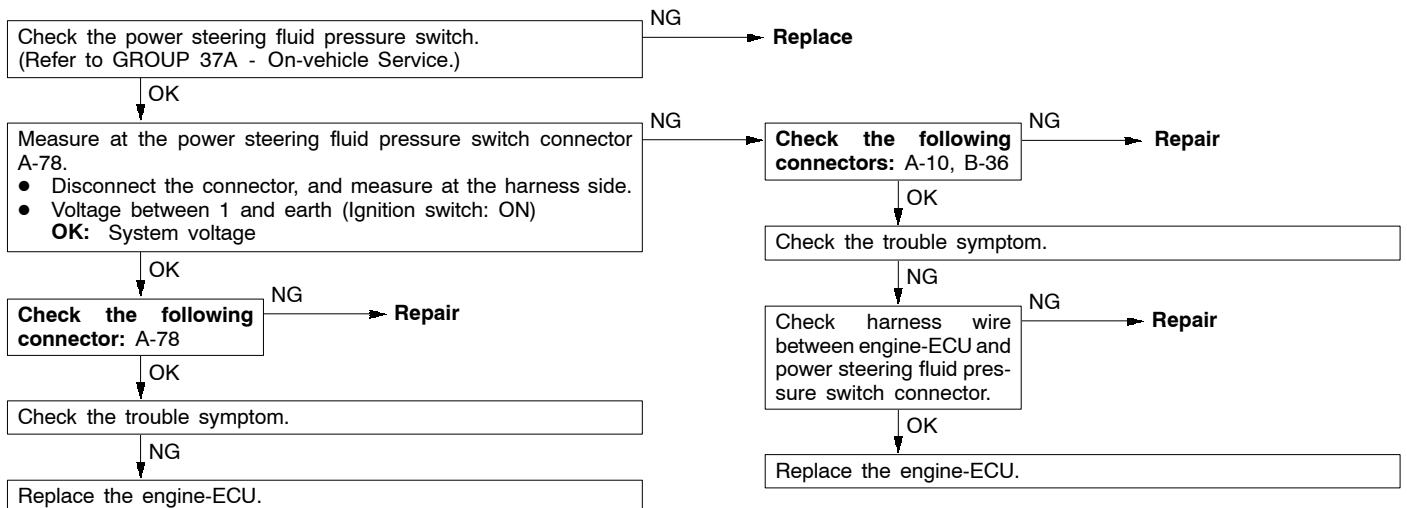 NG
Check the power steering fluid pressure switch.
(Refer to GROUP 37A - On-vehicle Service.)
Replace
OK
Measure at the power steering fluid pressure switch connector
A-78.
● Disconnect the connector, and measure at the harness side.
● Voltage between 1 and earth (Ignition switch: ON)
OK: System voltage
OK
Check the following
connector: A-78
NG
Repair
OK
Check the trouble symptom.
NG
Replace the engine-ECU.
NG
Check the following
connectors: A-10, B-36
NG
Repair
OK
Check the trouble symptom.
NG
Check harness wire
between engine-ECU and
power steering fluid pres-
sure switch connector.
NG
Repair
OK
Replace the engine-ECU.